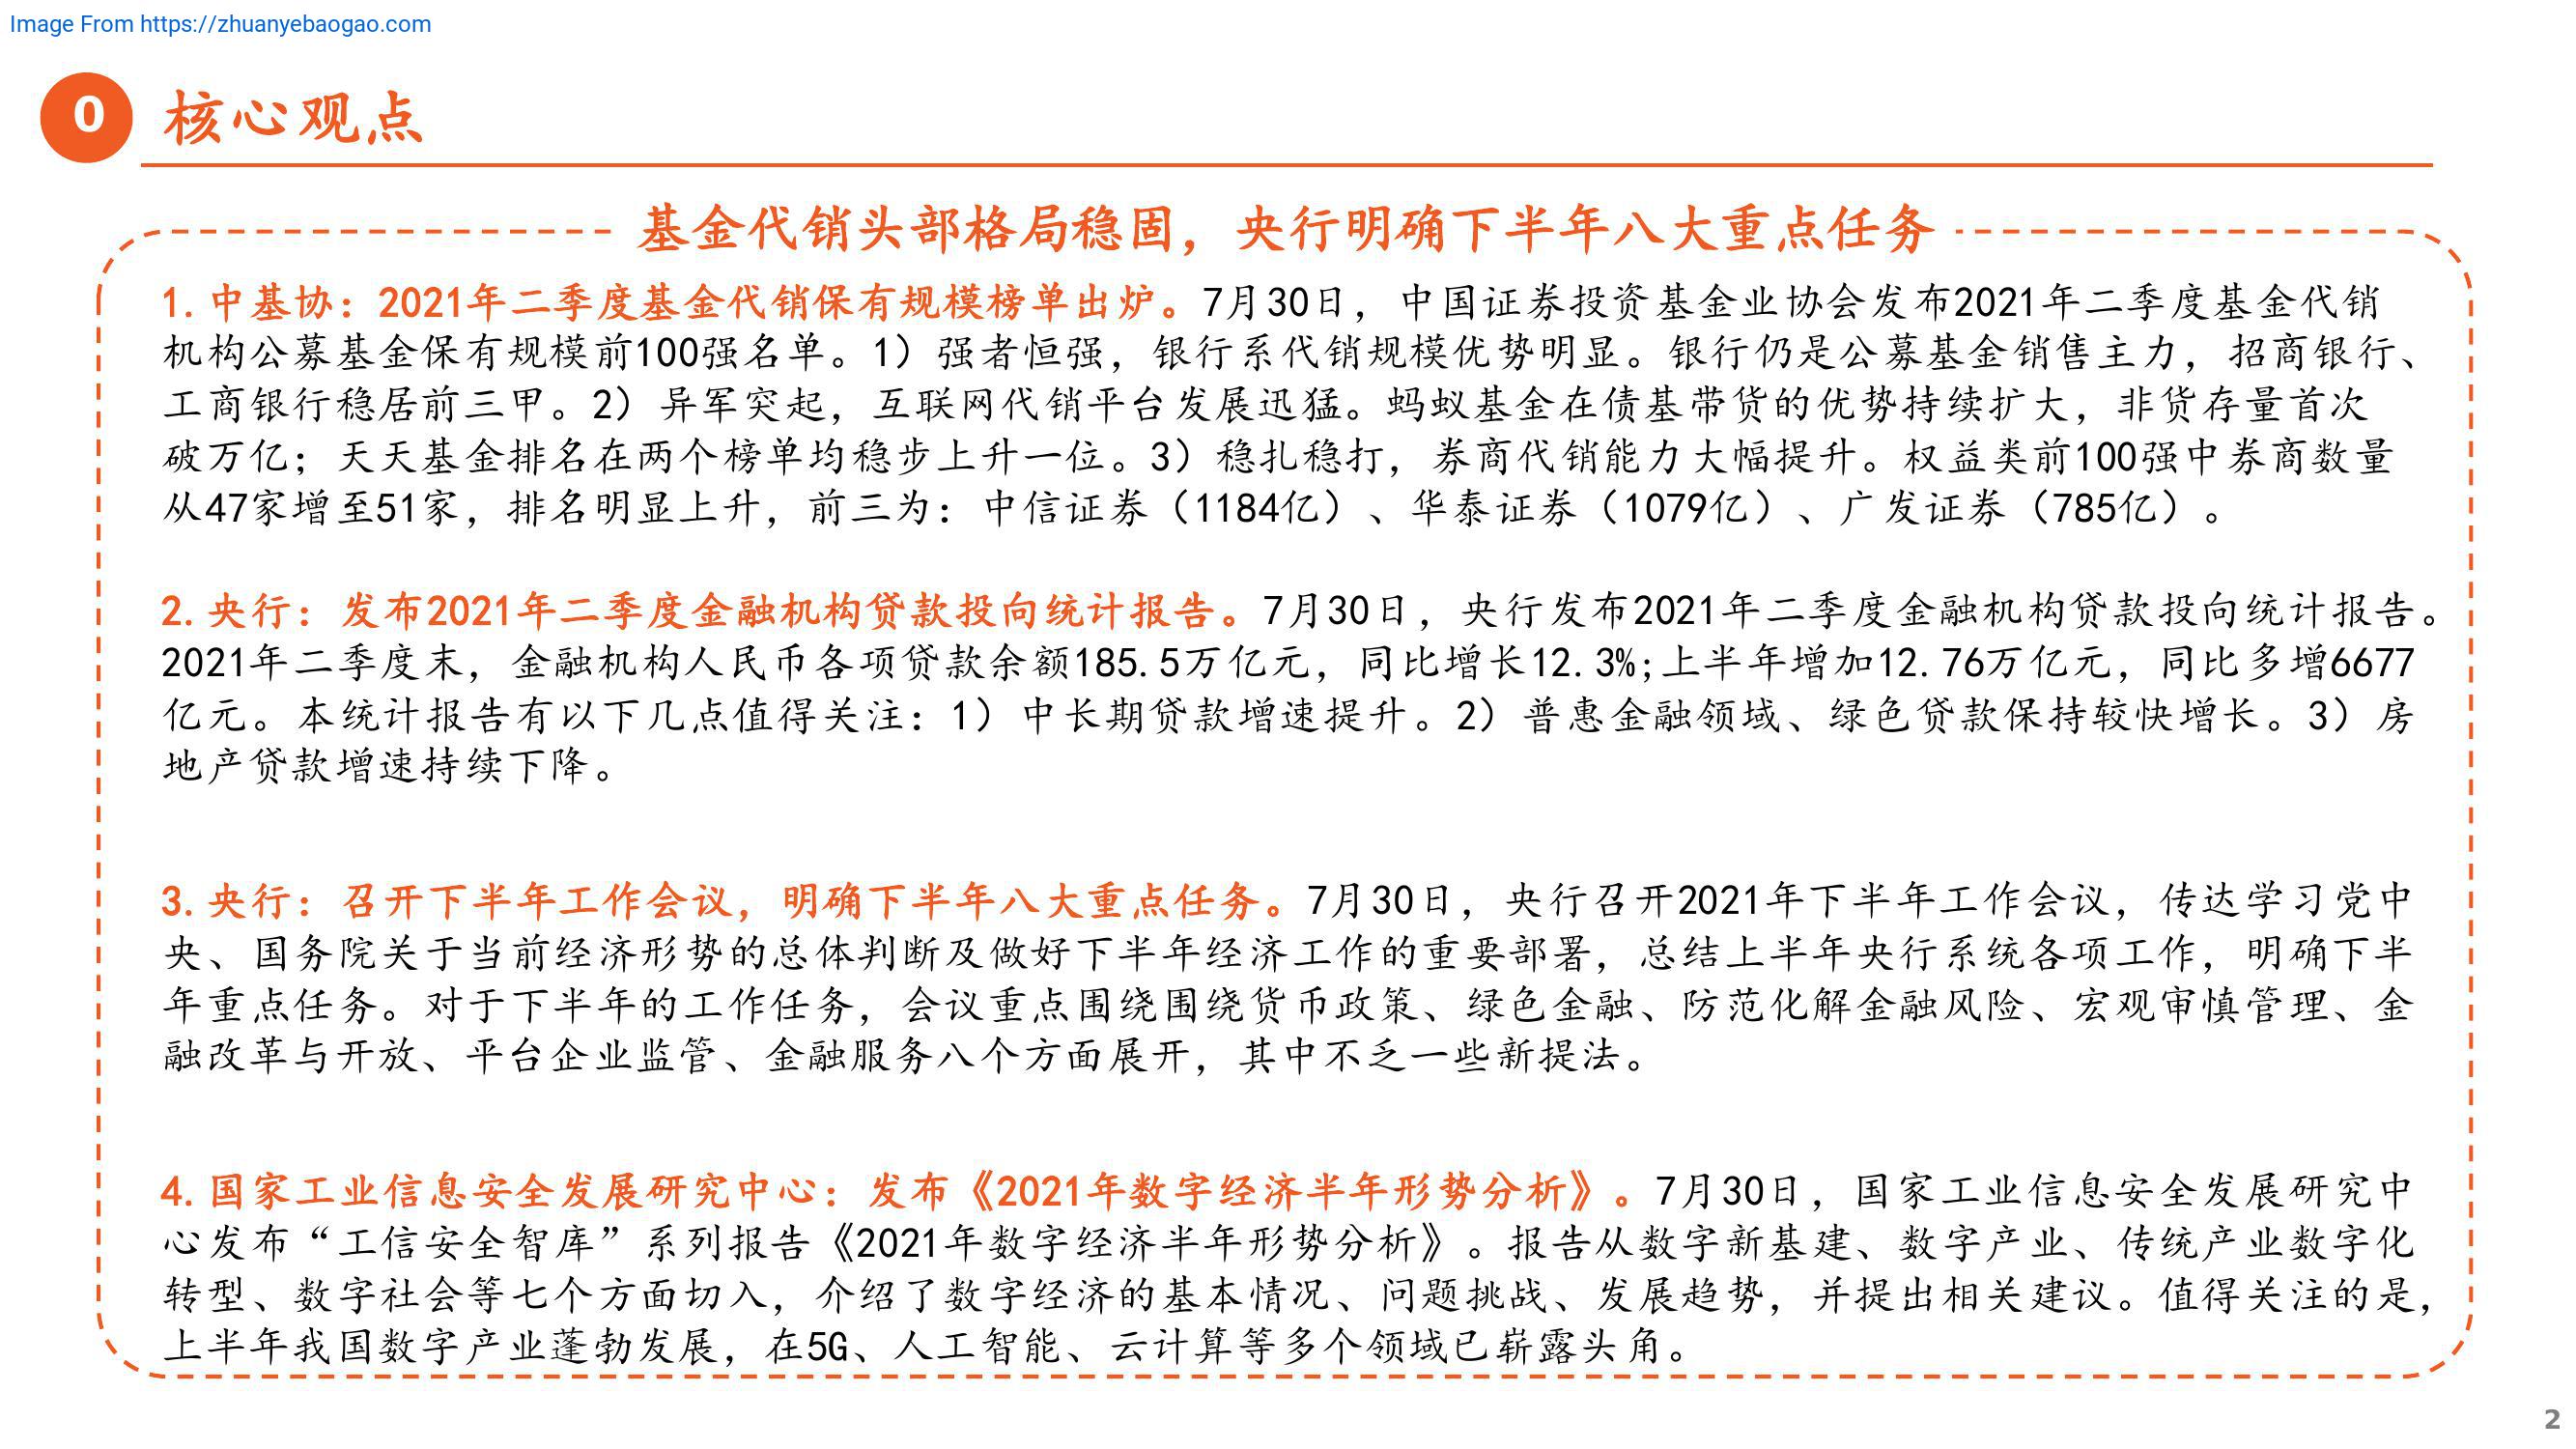 Image From https://zhuanyebaogao.com
0 核心观点
基金代销头部格局稳固，央行明确下半年八大重点任务
1. 中基协：2021年二季度基金代销保有规模榜单出炉。7月30日，中国证券投资基金业协会发布2021年二季度基金代销
机构公募基金保有规模前100强名单。1）强者恒强，银行系代销规模优势明显。银行仍是公募基金销售主力，招商银行、
工商银行稳居前三甲。2）异军突起，互联网代销平台发展迅猛。蚂蚁基金在债基带货的优势持续扩大，非货存量首次
破万亿；天天基金排名在两个榜单均稳步上升一位。3）稳扎稳打，券商代销能力大幅提升。权益类前100强中券商数量
从47家增至51家，排名明显上升，前三为：中信证券（1184亿）、华泰证券（1079亿）、广发证券（785亿）。
2. 央行：发布2021年二季度金融机构贷款投向统计报告。7月30日，央行发布2021年二季度金融机构贷款投向统计报告。
2021年二季度末，金融机构人民币各项贷款余额185.5万亿元，同比增长12.3%;上半年增加12.76万亿元，同比多增6677
亿元。本统计报告有以下几点值得关注：1）中长期贷款增速提升。2）普惠金融领域、绿色贷款保持较快增长。3）房
地产贷款增速持续下降。
3. 央行：召开下半年工作会议，明确下半年八大重点任务。7月30日，央行召开2021年下半年工作会议，传达学习党中
央、国务院关于当前经济形势的总体判断及做好下半年经济工作的重要部署，总结上半年央行系统各项工作，明确下半
年重点任务。对于下半年的工作任务，会议重点围绕围绕货币政策、绿色金融、防范化解金融风险、宏观审慎管理、金
融改革与开放、平台企业监管、金融服务八个方面展开，其中不乏一些新提法。
4. 国家工业信息安全发展研究中心：发布《2021年数字经济半年形势分析》。7月30日，国家工业信息安全发展研究中
心发布“工信安全智库”系列报告《2021年数字经济半年形势分析》。报告从数字新基建、数字产业、传统产业数字化
转型、数字社会等七个方面切入，介绍了数字经济的基本情况、问题挑战、发展趋势，并提出相关建议。值得关注的是，
上半年我国数字产业蓬勃发展，在5G、人工智能、云计算等多个领域已崭露头角。
2